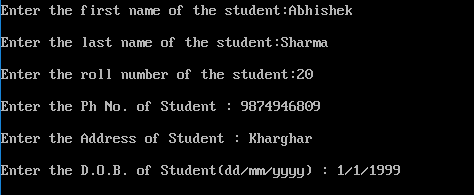 Enter the first name of the student:Abhishek
Enter the last name of the student:Sharma
Enter the roll number of the student:20
Enter the Ph No. of Student : 9874946809
Enter the Address of Student : Kharghar
Enter the D.O.B. of Student(dd/mm/yyyy) : 1/1/1999